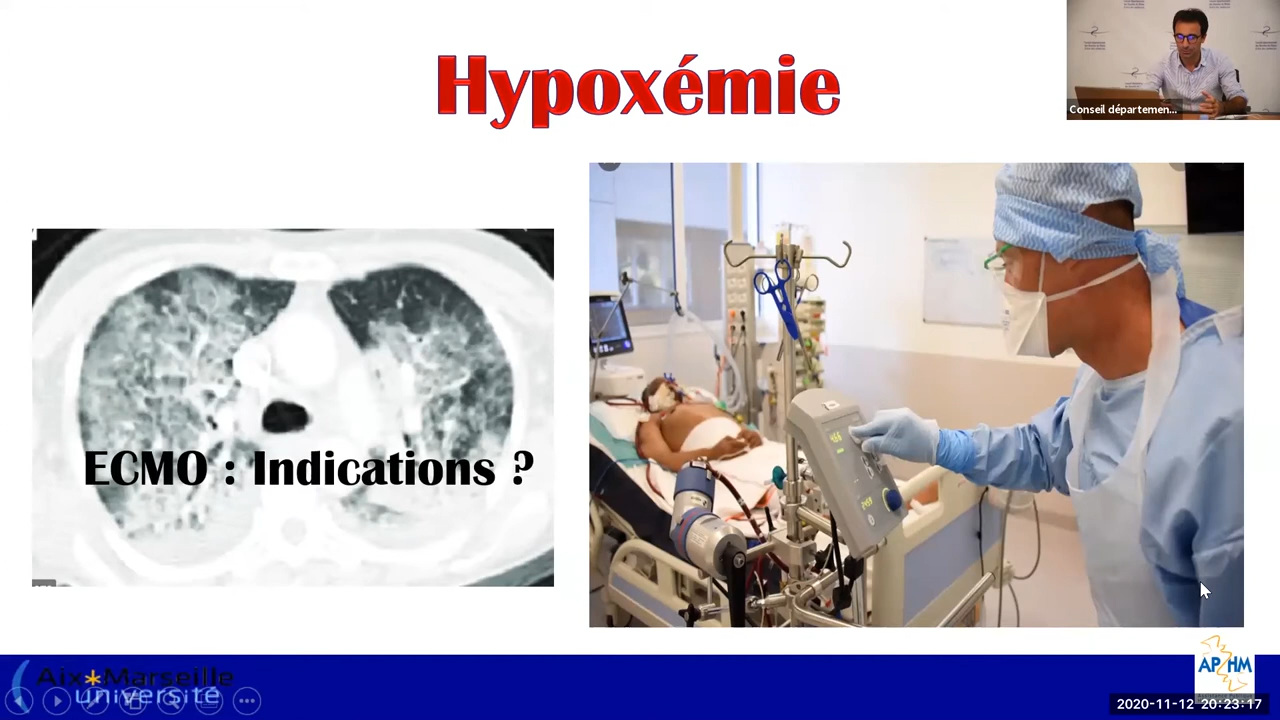 Hypoxémie
Conseil départemen...
ECMO : Indications ?
Aix*Marseille
université
AP HM
2020-11-12 20:23:17